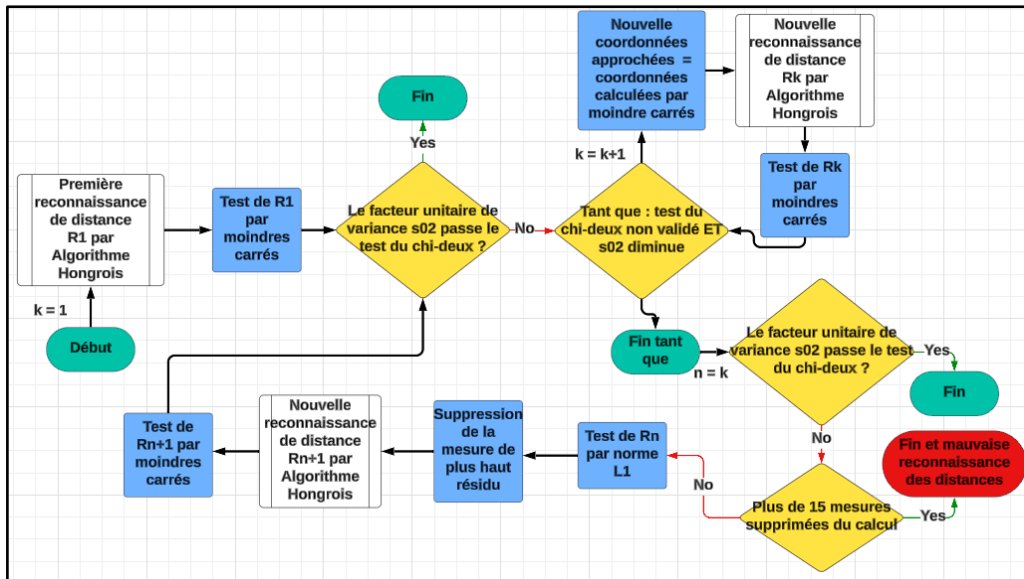 Début
k = 1
Première
reconnaissance
de distance
R1 par
Algorithme
Hongrois
Test de R1
par
moindres
carrés
Le facteur unitaire de
variance s02 passe le
test du chi-deux ?
Yes
Fin
No
Tant que : test du
chi-deux non validé ET
s02 diminue
k = k+1
Nouvelle
coordonnées
approchées =
coordonnées
calculées par
moindre carrés
Nouvelle
reconnaissance
de distance
Rk par
Algorithme
Hongrois
Test de Rk
par
moindres
carrés
Fin tant
que
n = k
Le facteur unitaire de
variance s02 passe le test
du chi-deux ?
Yes
Fin
No
Plus de 15 mesures
supprimées du calcul
Yes
Fin et mauvaise
reconnaissance
des distances
No
Test de Rn
par norme
L1
Suppression
de la
mesure de
plus haut
résidu
Nouvelle
reconnaissance
de distance
Rn+1 par
Algorithme
Hongrois
Test de
Rn+1 par
moindres
carrés